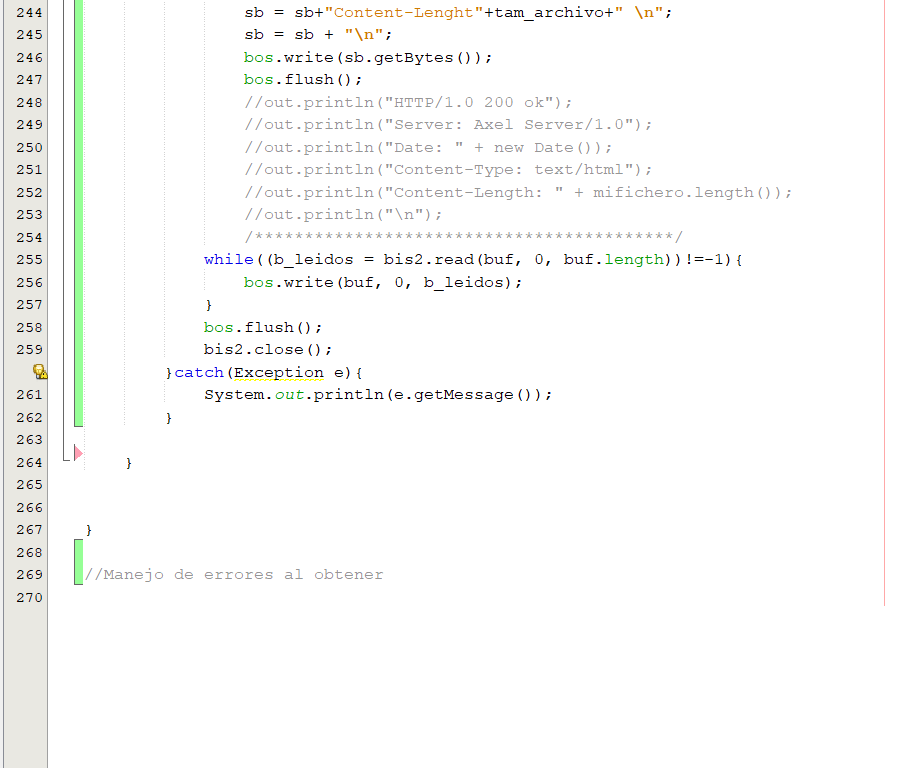 244 sb = sb+"Content-Lenght"+tam_archivo+" \n";
245 sb = sb + "\n";
246 bos.write(sb.getBytes());
247 bos.flush();
248 //out.println("HTTP/1.0 200 ok");
249 //out.println("Server: Axel Server/1.0");
250 //out.println("Date: " + new Date());
251 //out.println("Content-Type: text/html");
252 //out.println("Content-Length: " + mifichero.length());
253 //out.println("\n");
254 /******************************************/
255 while((b_leidos = bis2.read(buf, 0, buf.length))!=-1){
256 bos.write(buf, 0, b_leidos);
257 }
258 bos.flush();
259 bis2.close();
}catch(Exception e){
261 System.out.println(e.getMessage());
262 }
263
264 }
265
266
267 }
268
269 //Manejo de errores al obtener
270